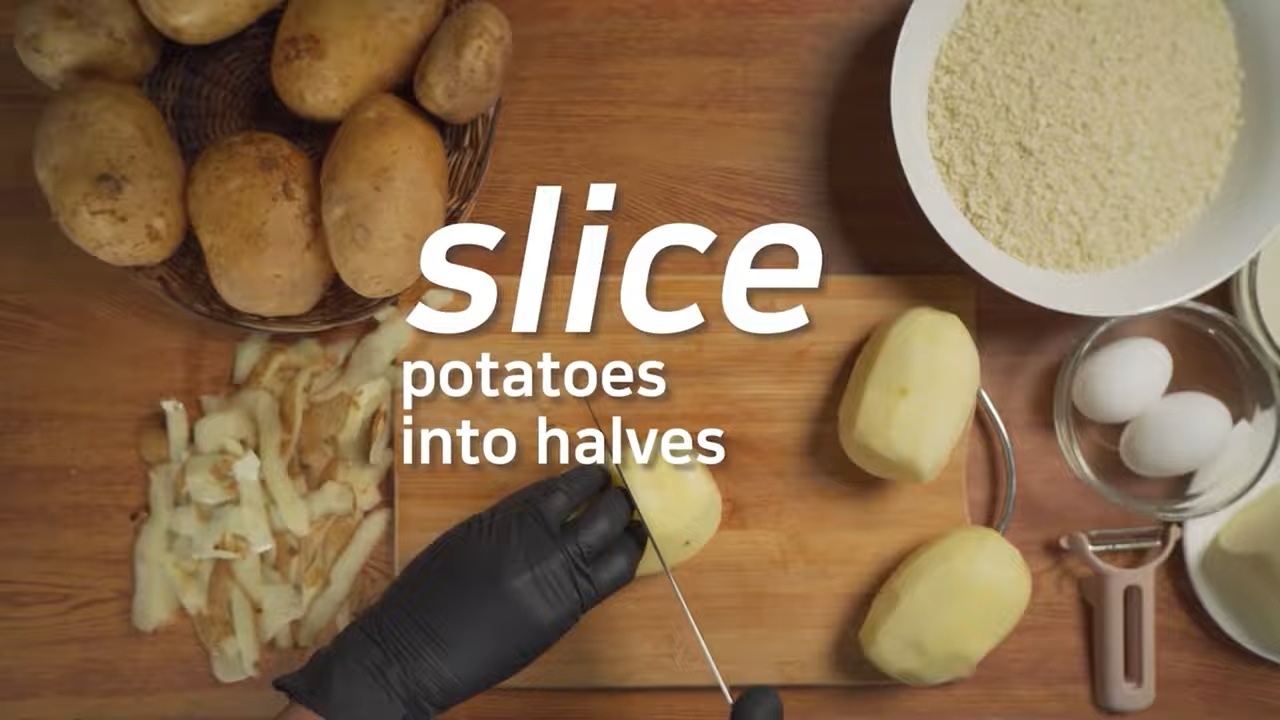 slice
potatoes
into halves